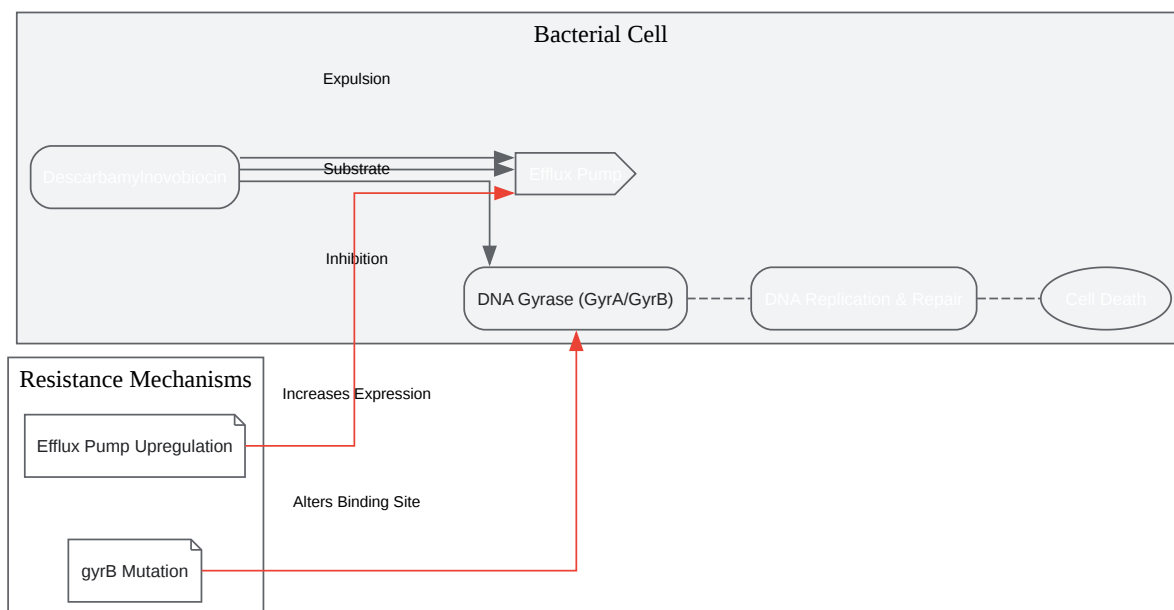 Bacterial Cell
Expulsion
Descarbamylnovobiocin
Substrate
Efflux Pump
Inhibition
DNA Gyrase (GyrA/GyrB)
DNA Replication & Repair
Cell Death
Resistance Mechanisms
Increases Expression
Efflux Pump Upregulation
Alters Binding Site
gyrB Mutation